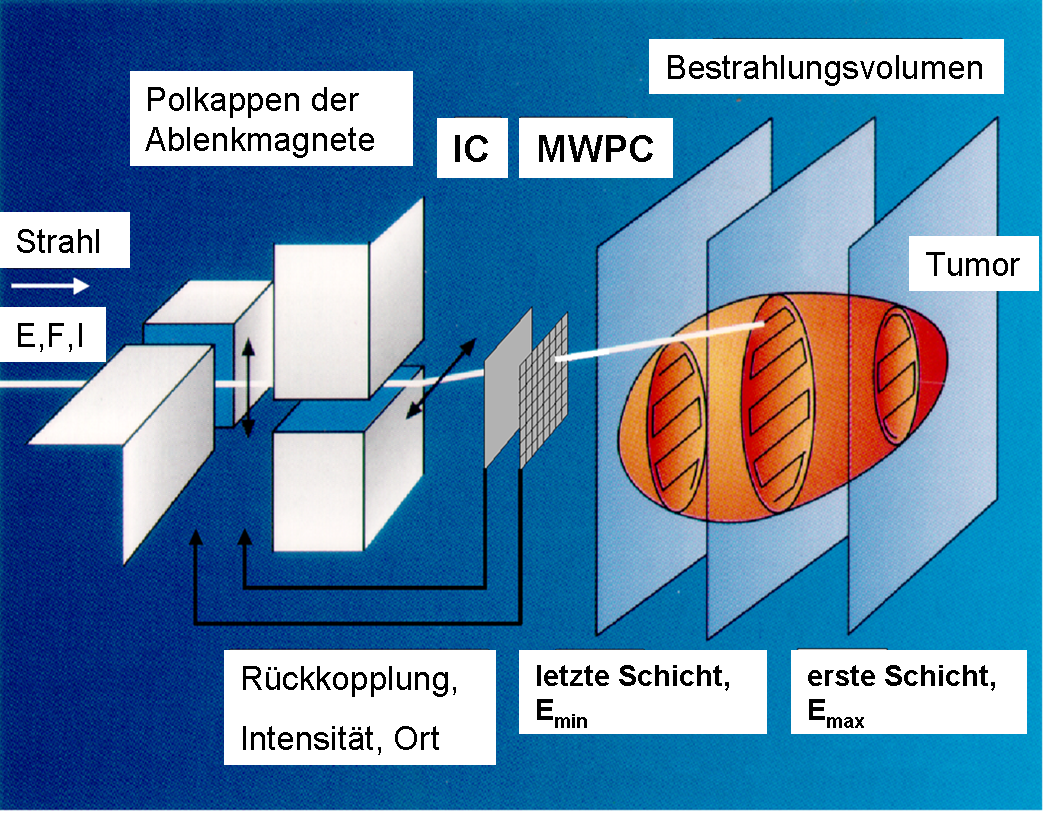 Bestrahlungsvolumen
Polkappen der
Ablenkmagnete
IC
MWPC
Strahl
Tumor
E,F,I
Rückkopplung,
Intensität, Ort
letzte Schicht,
Emin
erste Schicht,
Emax